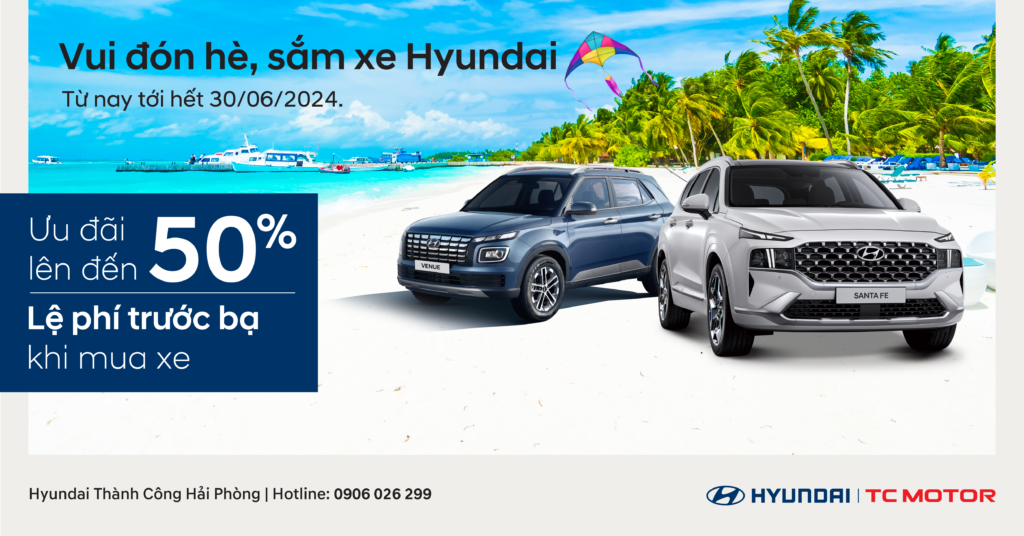 Vui đón hè, sắm xe Hyundai
Từ nay tới hết 30/06/2024.
Ưu đãi
lên đến 50%
Lệ phí trước bạ
khi mua xe
VENUE
SANTA FE
Hyundai Thành Công Hải Phòng | Hotline: 0906 026 299
HYUNDAI | TC MOTOR